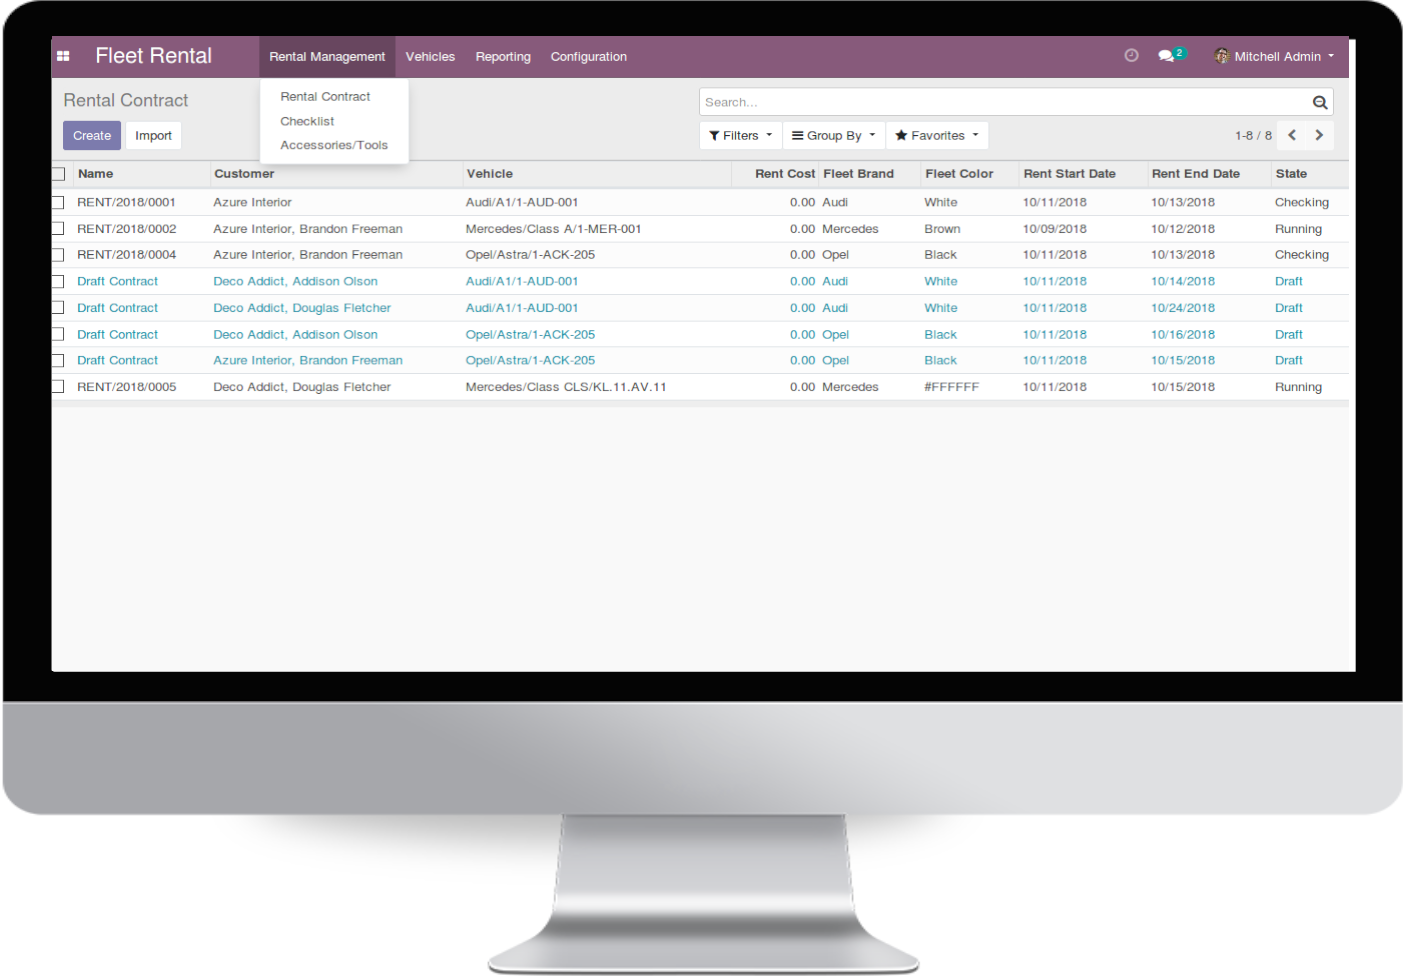 Fleet Rental Rental Management Vehicles Reporting Configuration 2 Mitchell Admin
Rental Contract
Rental Contract
Checklist
Accessories/Tools
Search...
Create Import
Filters Group By Favorites 1-8 / 8
Name Customer Vehicle Rent Cost Fleet Brand Fleet Color Rent Start Date Rent End Date State
RENT/2018/0001 Azure Interior Audi/A1/1-AUD-001 0.00 Audi White 10/11/2018 10/13/2018 Checking
RENT/2018/0002 Azure Interior, Brandon Freeman Mercedes/Class A/1-MER-001 0.00 Mercedes Brown 10/09/2018 10/12/2018 Running
RENT/2018/0004 Azure Interior, Brandon Freeman Opel/Astra/1-ACK-205 0.00 Opel Black 10/11/2018 10/13/2018 Checking
Draft Contract Deco Addict, Addison Olson Audi/A1/1-AUD-001 0.00 Audi White 10/11/2018 10/14/2018 Draft
Draft Contract Deco Addict, Douglas Fletcher Audi/A1/1-AUD-001 0.00 Audi White 10/11/2018 10/24/2018 Draft
Draft Contract Deco Addict, Addison Olson Opel/Astra/1-ACK-205 0.00 Opel Black 10/11/2018 10/16/2018 Draft
Draft Contract Azure Interior, Brandon Freeman Opel/Astra/1-ACK-205 0.00 Opel Black 10/11/2018 10/15/2018 Draft
RENT/2018/0005 Deco Addict, Douglas Fletcher Mercedes/Class CLS/KL.11.AV.11 0.00 Mercedes #FFFFFF 10/11/2018 10/15/2018 Running